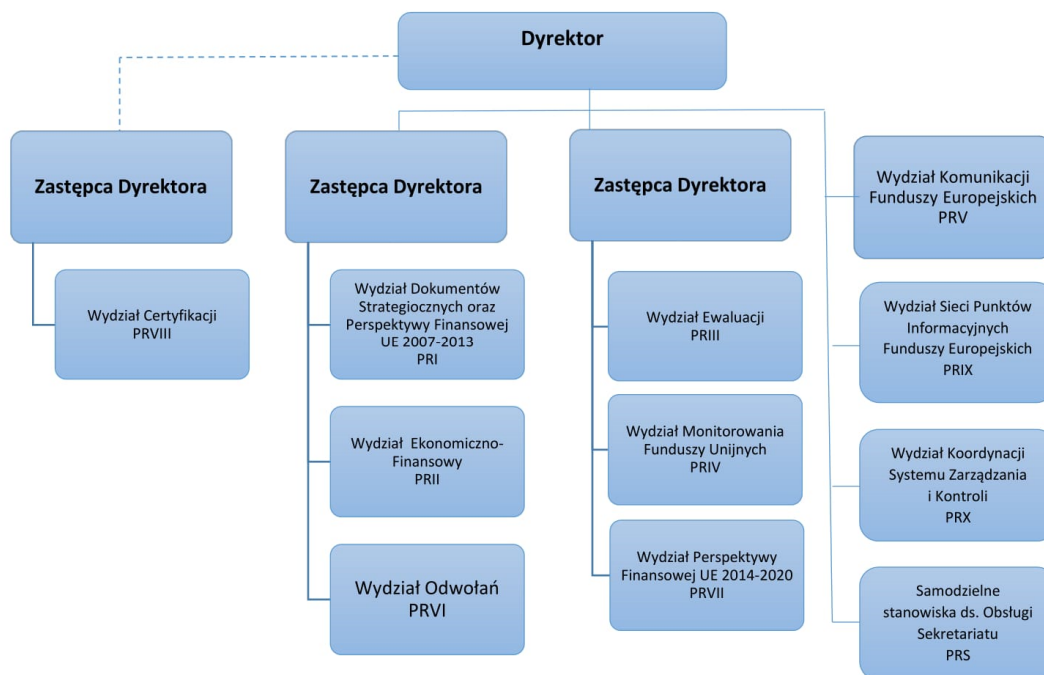 Dyrektor
Zastępca Dyrektora
Wydział Certyfikacji
PRVIII
Zastępca Dyrektora
Wydział Dokumentów
Strategiocznych oraz
Perspektywy Finansowej
UE 2007-2013
PRI
Wydział Ekonomiczno-
Finansowy
PRII
Wydział Odwołań
PRVI
Zastępca Dyrektora
Wydział Ewaluacji
PRIII
Wydział Monitorowania
Funduszy Unijnych
PRIV
Wydział Perspektywy
Finansowej UE 2014-2020
PRVII
Wydział Komunikacji
Funduszy Europejskich
PRV
Wydział Sieci Punktów
Informacyjnych
Funduszy Europejskich
PRIX
Wydział Koordynacji
Systemu Zarządzania
i Kontroli
PRX
Samodzielne
stanowiska ds. Obsługi
Sekretariatu
PRS